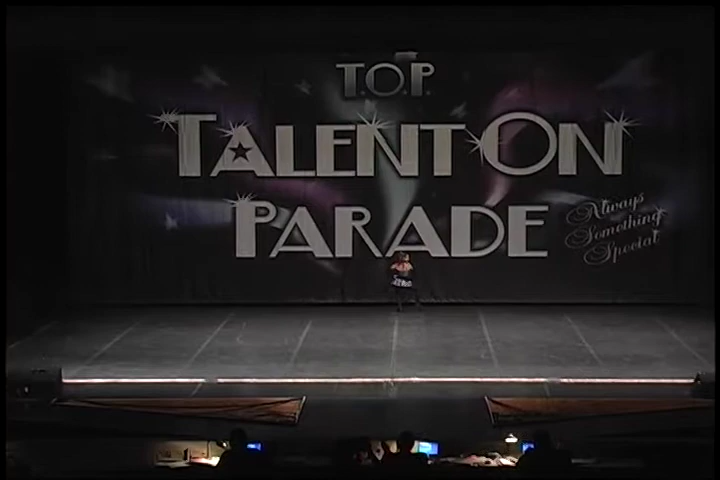 T.O.P.
TALENT ON
PARADE
Always
Something
Special